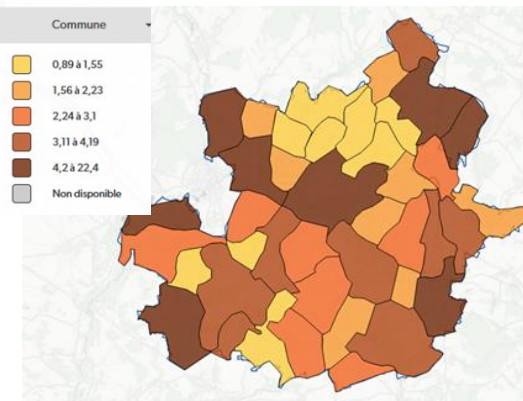 Commune
0,89 à 1,55
1,56 à 2,23
2,24 à 3,1
3,11 à 4,19
4,2 à 22,4
Non disponible